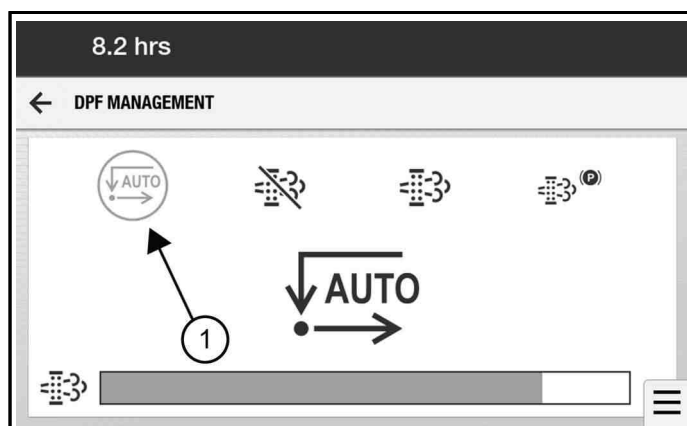 8.2 hrs
DPF MANAGEMENT
AUTO
(P)
AUTO
1